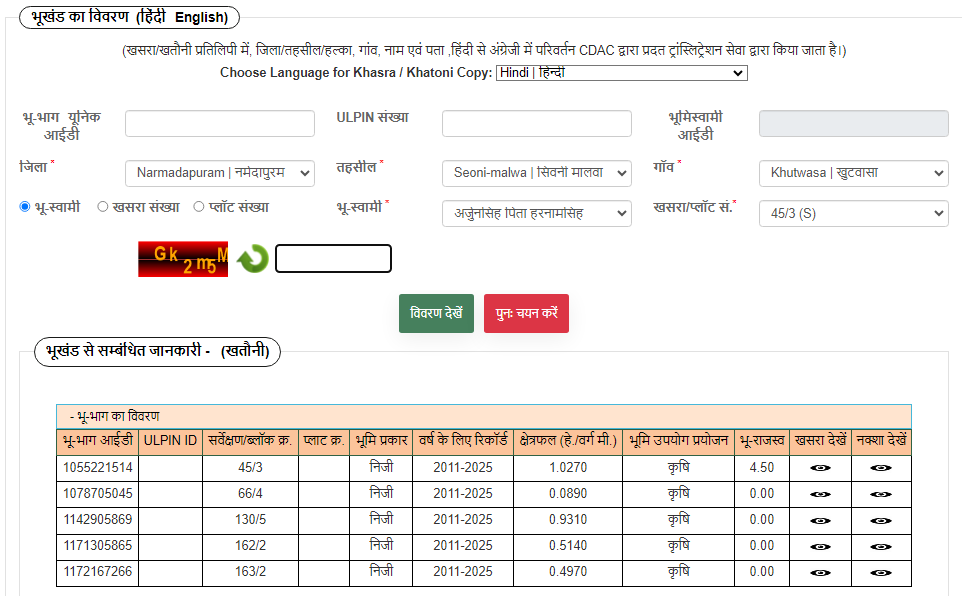 भूखंड का विवरण (हिंदी English)
(खसरा/खतौनी प्रतिलिपी में, जिला/तहसील/हल्का, गांव, नाम एवं पता ,हिंदी से अंग्रेजी में परिवर्तन CDAC द्वारा प्रदत ट्रांस्लिट्रेशन सेवा द्वारा किया जाता है।)
Choose Language for Khasra / Khatoni Copy: Hindi | हिन्दी
भू-भाग यूनिक आईडी ULPIN संख्या भूमिस्वामी आईडी
जिला * Narmadapuram | नर्मदापुरम तहसील * Seoni-malwa | सिवनी मालवा गाँव * Khutwasa | खुटवासा
भू-स्वामी खसरा संख्या प्लॉट संख्या भू-स्वामी * अर्जुनसिंह पिता हरनामसिंह खसरा/प्लॉट सं.* 45/3 (S)
Gk2m5M
विवरण देखें पुनः चयन करें
भूखंड से सम्बंधित जानकारी - (खतौनी)
- भू-भाग का विवरण
भू-भाग आईडी ULPIN ID सर्वेक्षण/ब्लॉक क्र. प्लाट क्र. भूमि प्रकार वर्ष के लिए रिकॉर्ड क्षेत्रफल (हे./वर्ग मी.) भूमि उपयोग प्रयोजन भू-राजस्व खसरा देखें नक्शा देखें
1055221514 45/3 निजी 2011-2025 1.0270 कृषि 4.50
1078705045 66/4 निजी 2011-2025 0.0890 कृषि 0.00
1142905869 130/5 निजी 2011-2025 0.9310 कृषि 0.00
1171305865 162/2 निजी 2011-2025 0.5140 कृषि 0.00
1172167266 163/2 निजी 2011-2025 0.4970 कृषि 0.00